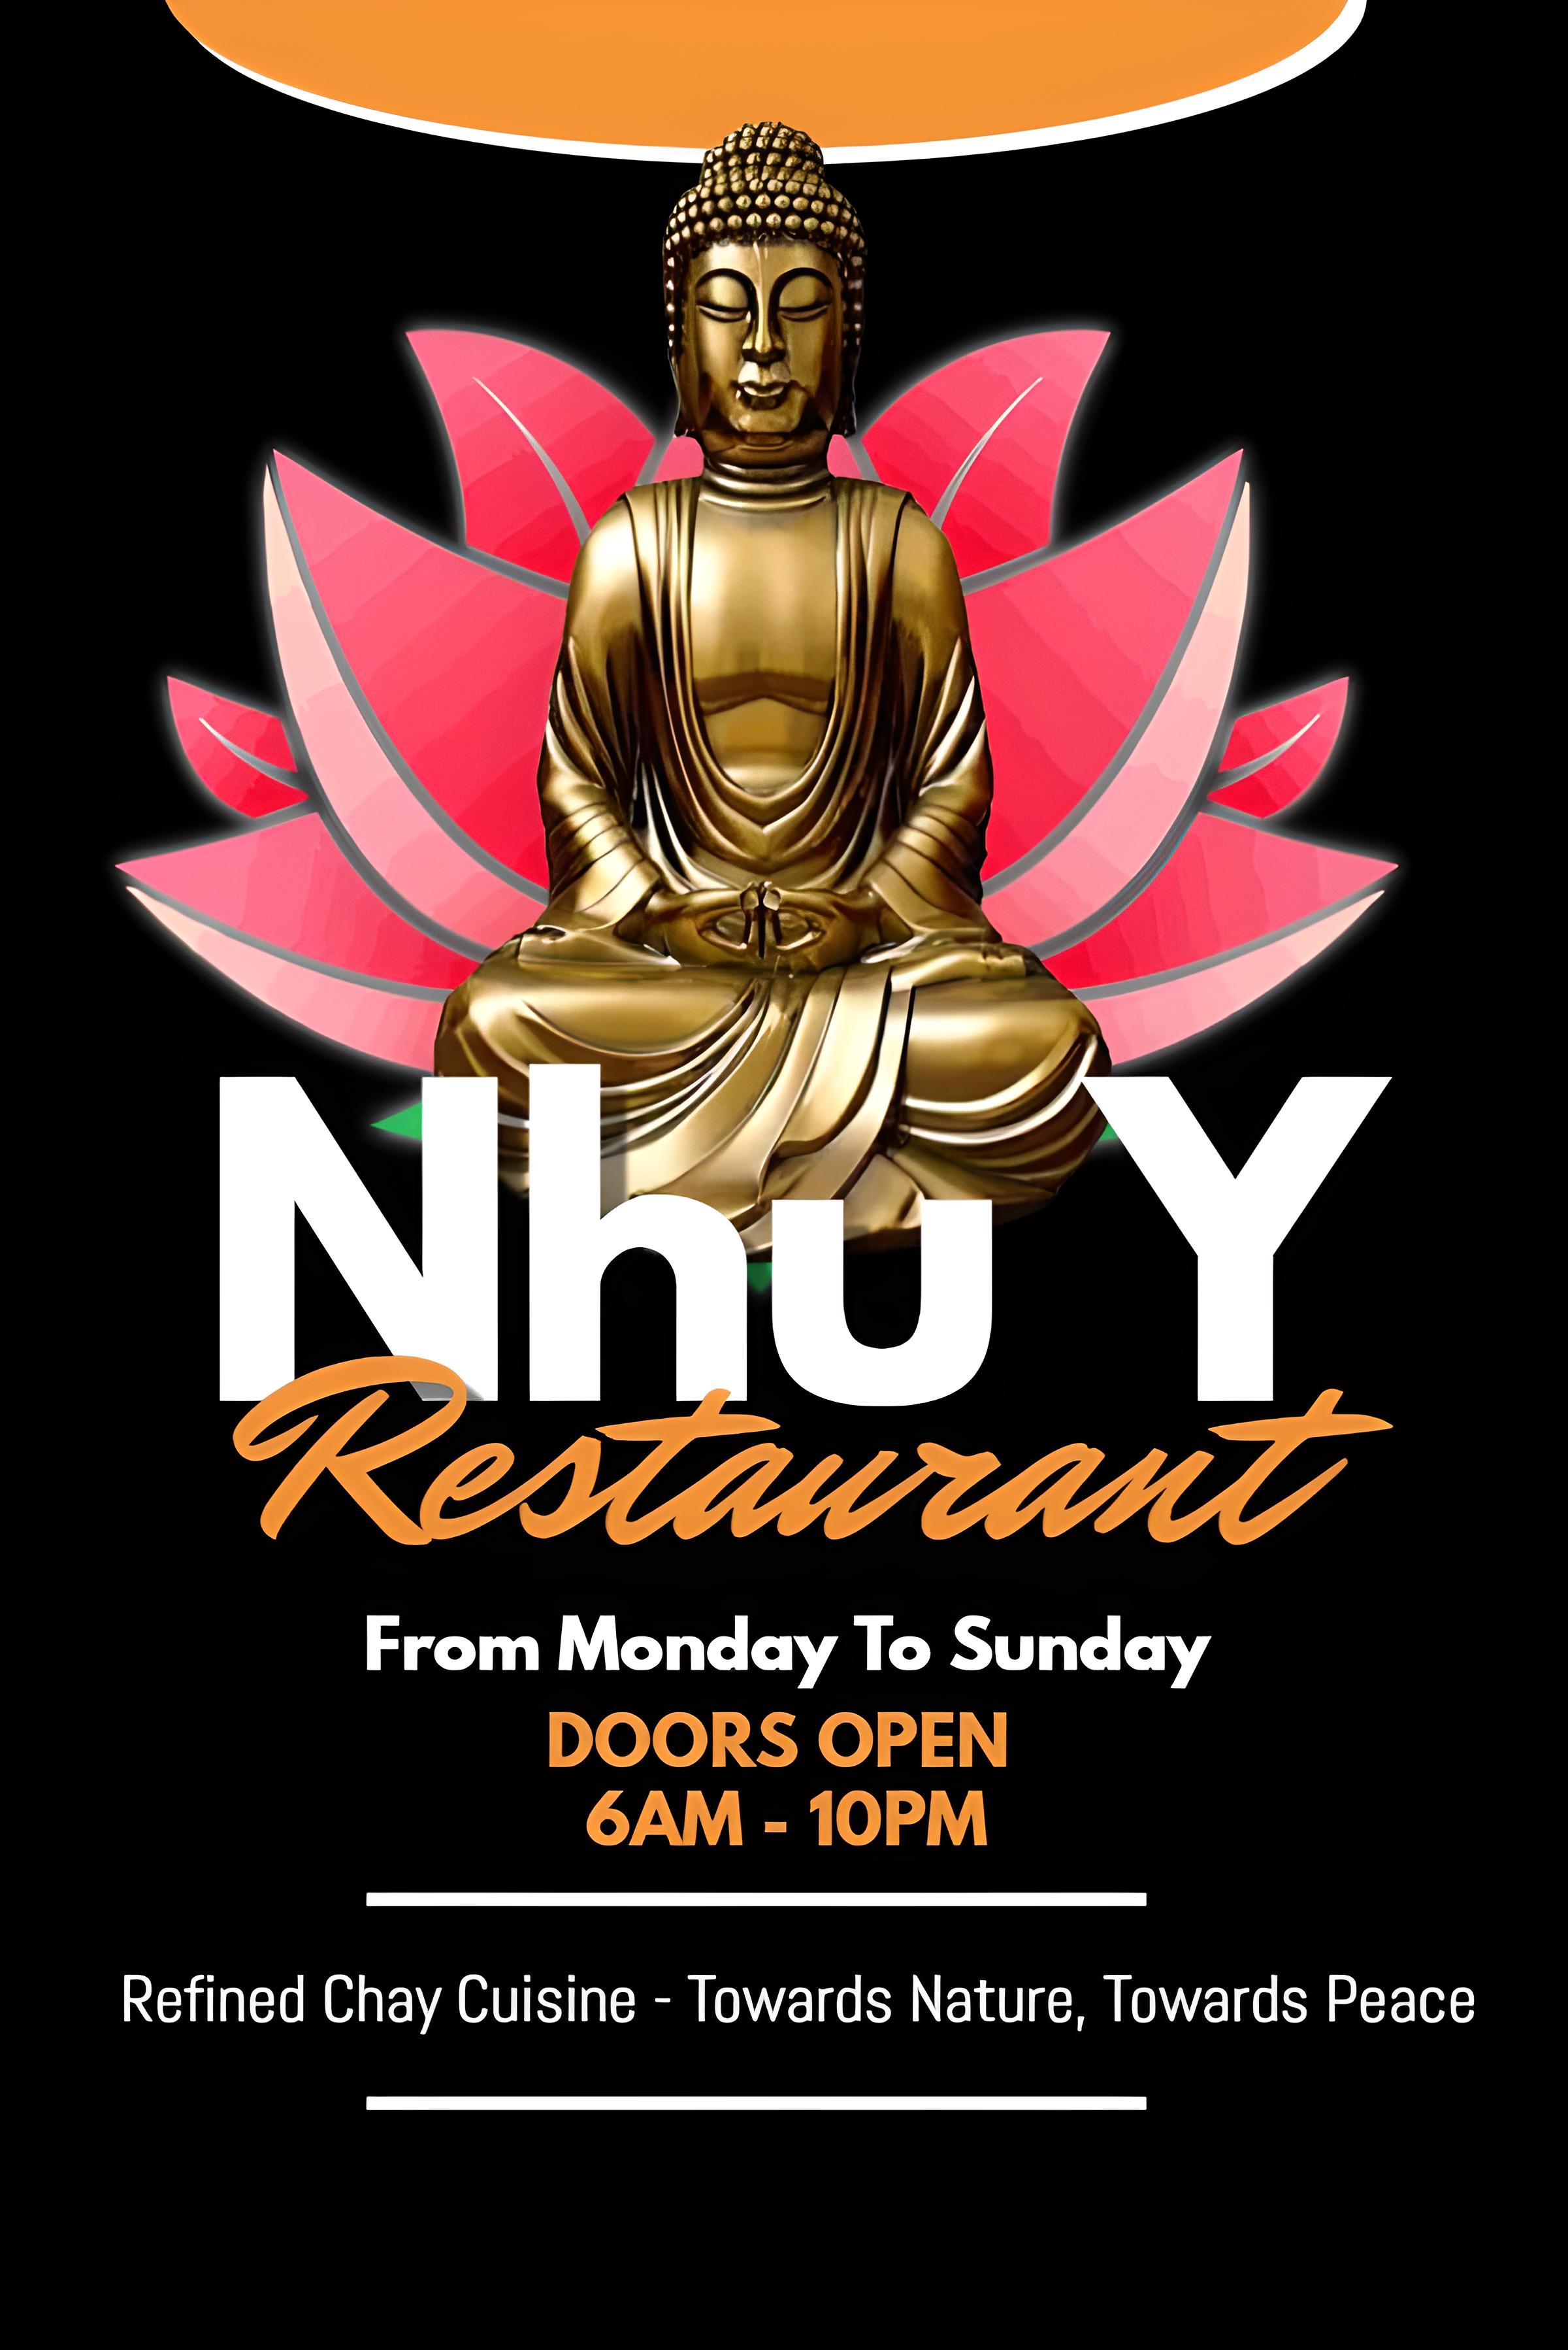 Nhu Y
Restaurant
From Monday To Sunday
DOORS OPEN
6AM - 10PM
Refined Chay Cuisine - Towards Nature, Towards Peace